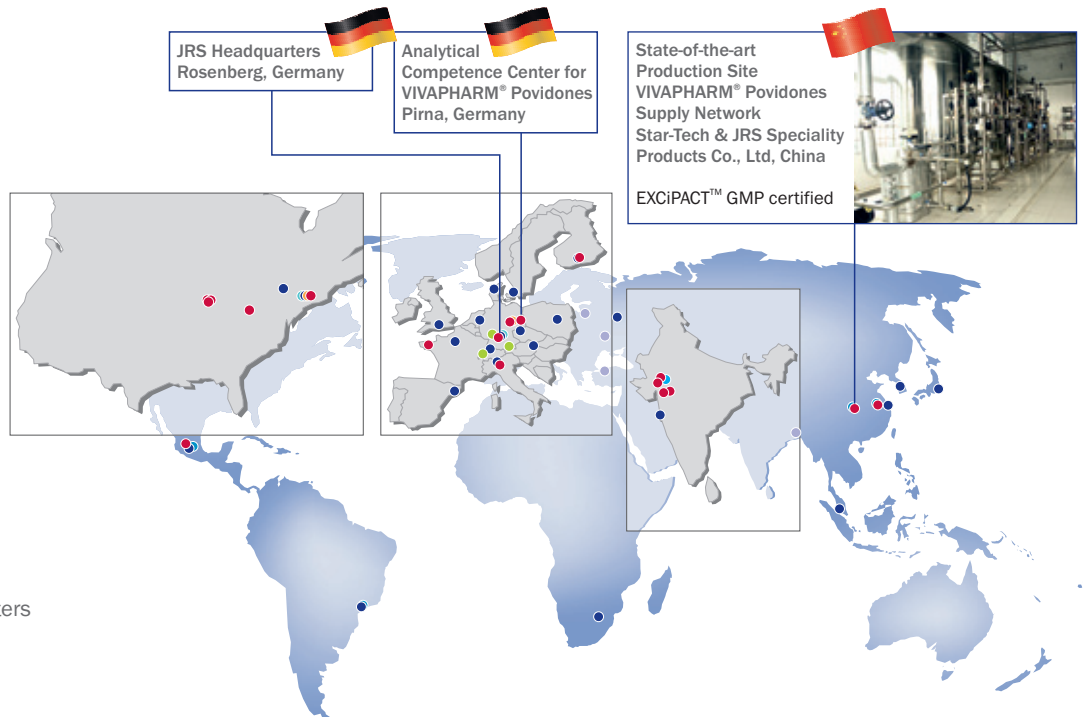 JRS Headquarters
Rosenberg, Germany
Analytical
Competence Center for
VIVAPHARM® Povidones
Pirna, Germany
State-of-the-art
Production Site
VIVAPHARM® Povidones
Supply Network
Star-Tech & JRS Speciality
Products Co., Ltd, China
EXCiPACT™ GMP certified
ters